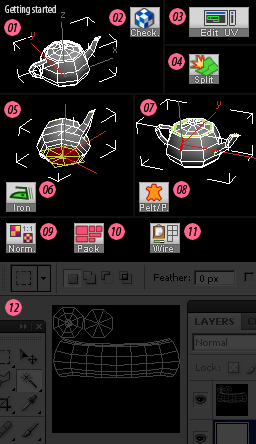 Getting started
01
02
Check.
03
Edit UV
04
Split
05
06
Iron
07
08
Pelt/P.
09
Norm.
10
Pack
11
Wire
Feather: 0 px
12
LAYERS
Normal
Lock: